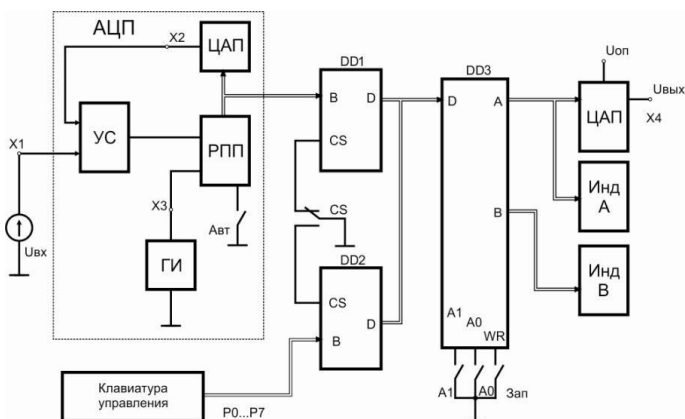 АЦП
X2
ЦАП
УС
РПП
X1
X3
Авт
Uвх
ГИ
Клавиатура
управления
P0...P7
DD1
B
D
CS
CS
DD2
CS
B
D
DD3
D
A
B
A1
A0
WR
A1
A0
Зап
Uоп
Uвых
ЦАП
X4
Инд
А
Инд
В